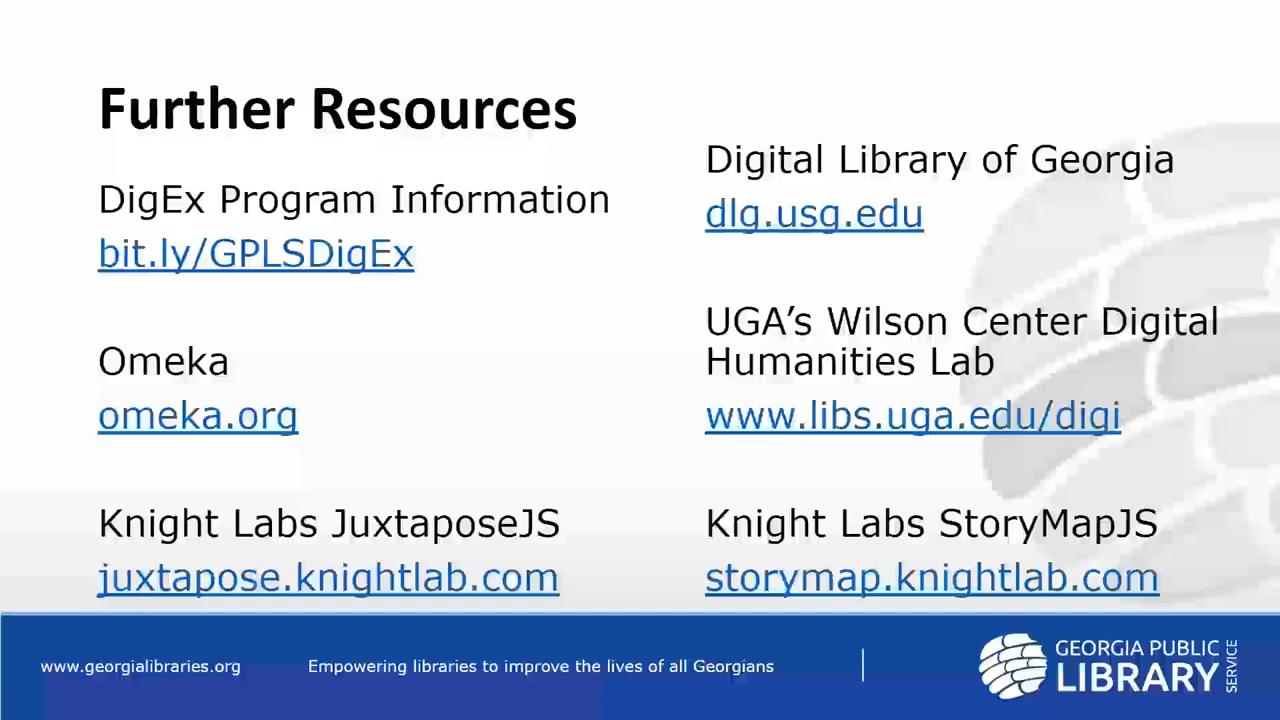 Further Resources
DigEx Program Information
bit.ly/GPLSDigEx
Omeka
omeka.org
Knight Labs JuxtaposeJS
juxtapose.knightlab.com
Digital Library of Georgia
dlg.usg.edu
UGA’s Wilson Center Digital
Humanities Lab
www.libs.uga.edu/digi
Knight Labs StoryMapJS
storymap.knightlab.com
www.georgialibraries.org
Empowering libraries to improve the lives of all Georgians
GEORGIA PUBLIC
LIBRARY
SERVICE